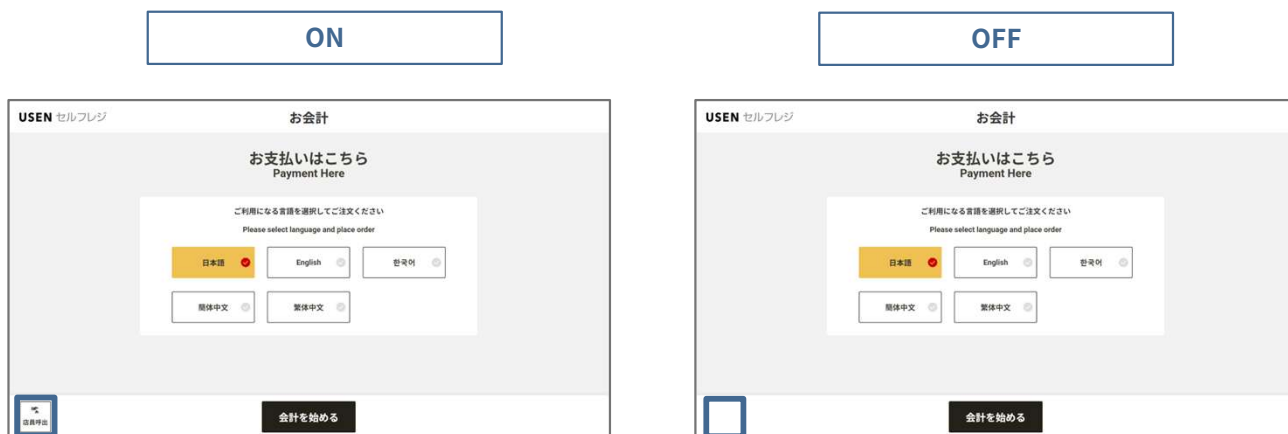 ON
USEN セルフレジ
お会計
お支払いはこちら
Payment Here
ご利用になる言語を選択してご注文ください
Please select language and place order
日本語
English
한국어
簡体中文
繁体中文
店員呼出
会計を始める
OFF
USEN セルフレジ
お会計
お支払いはこちら
Payment Here
ご利用になる言語を選択してご注文ください
Please select language and place order
日本語
English
한국어
簡体中文
繁体中文
会計を始める